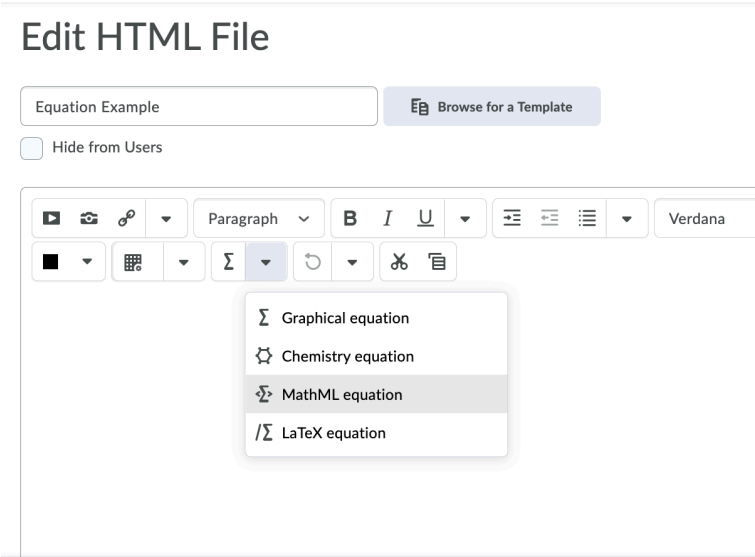 Edit HTML File
Equation Example
Browse for a Template
Hide from Users
Paragraph B I U Verdana
Σ
Σ Graphical equation
Chemistry equation
<Σ> MathML equation
/Σ LaTeX equation